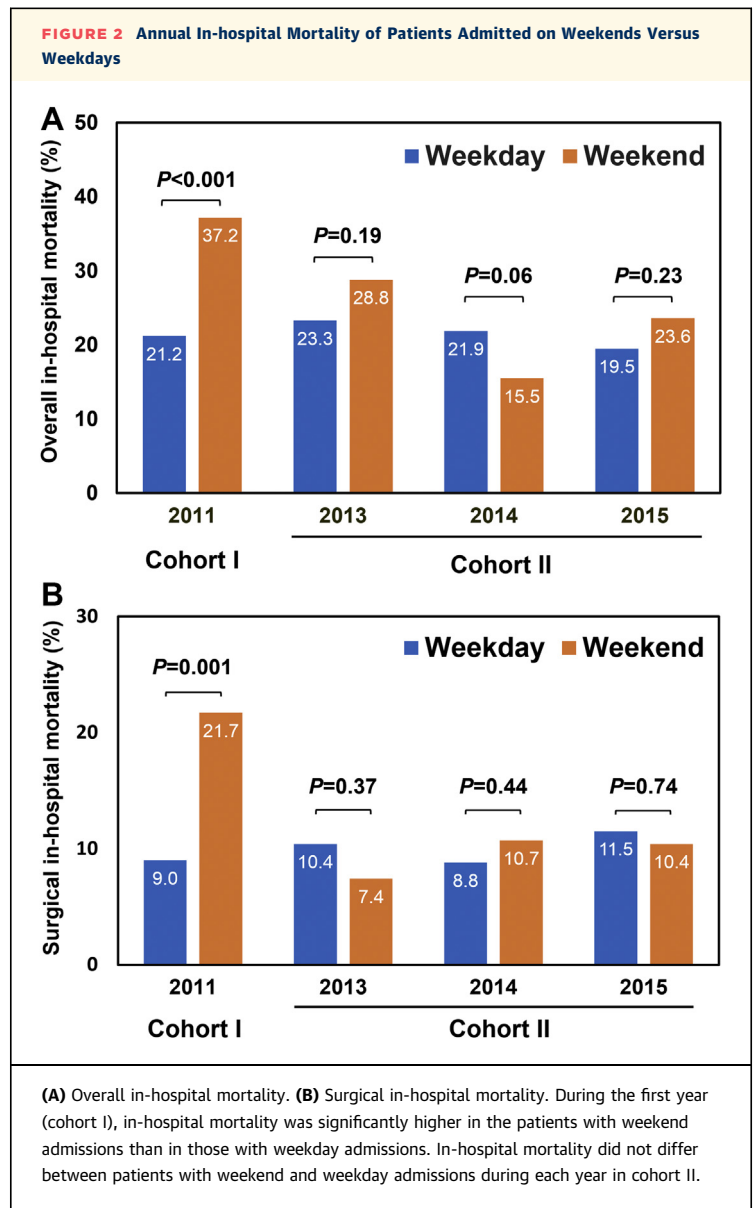 FIGURE 2 Annual In-hospital Mortality of Patients Admitted on Weekends Versus
Weekdays
A
Overall in-hospital mortality (%)
50
40
30
20
10
0
Weekday
Weekend
P<0.001
P=0.19
P=0.06
P=0.23
21.2
37.2
23.3
28.8
21.9
15.5
19.5
23.6
2011
2013
2014
2015
Cohort I
Cohort II
B
Surgical in-hospital mortality (%)
30
20
10
0
Weekday
Weekend
P=0.001
P=0.37
P=0.44
P=0.74
9.0
21.7
10.4
7.4
8.8
10.7
11.5
10.4
2011
2013
2014
2015
Cohort I
Cohort II
(A) Overall in-hospital mortality. (B) Surgical in-hospital mortality. During the first year
(cohort I), in-hospital mortality was significantly higher in the patients with weekend
admissions than in those with weekday admissions. In-hospital mortality did not differ
between patients with weekend and weekday admissions during each year in cohort II.